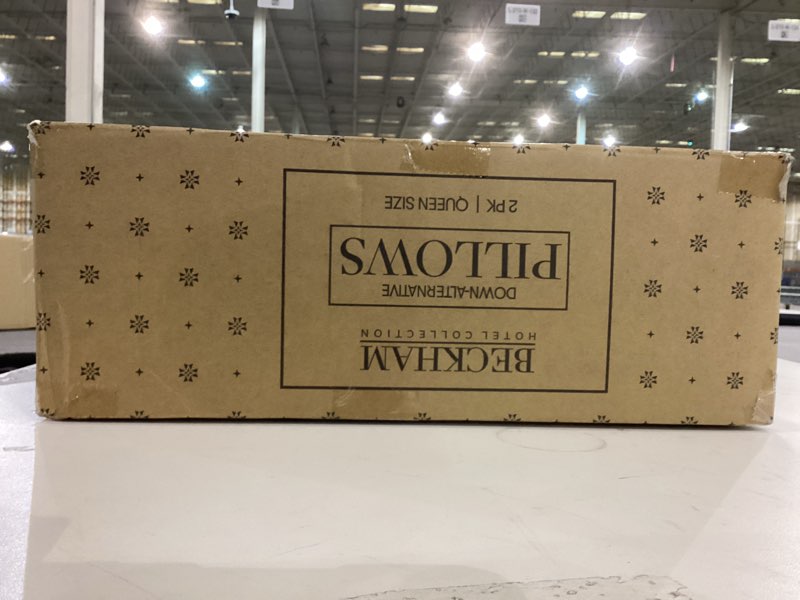 BECKHAM
HOTEL COLLECTION
DOWN-ALTERNATIVE
PILLOWS
2 PK | QUEEN SIZE